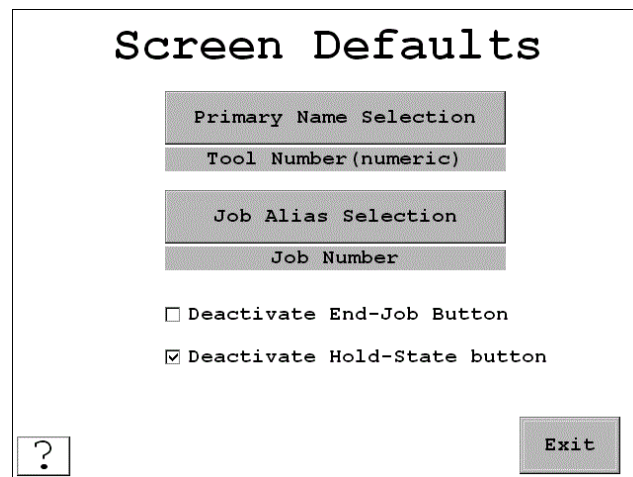 Screen Defaults
Primary Name Selection
Tool Number(numeric)
Job Alias Selection
Job Number
Deactivate End-Job Button
Deactivate Hold-State button
?
Exit